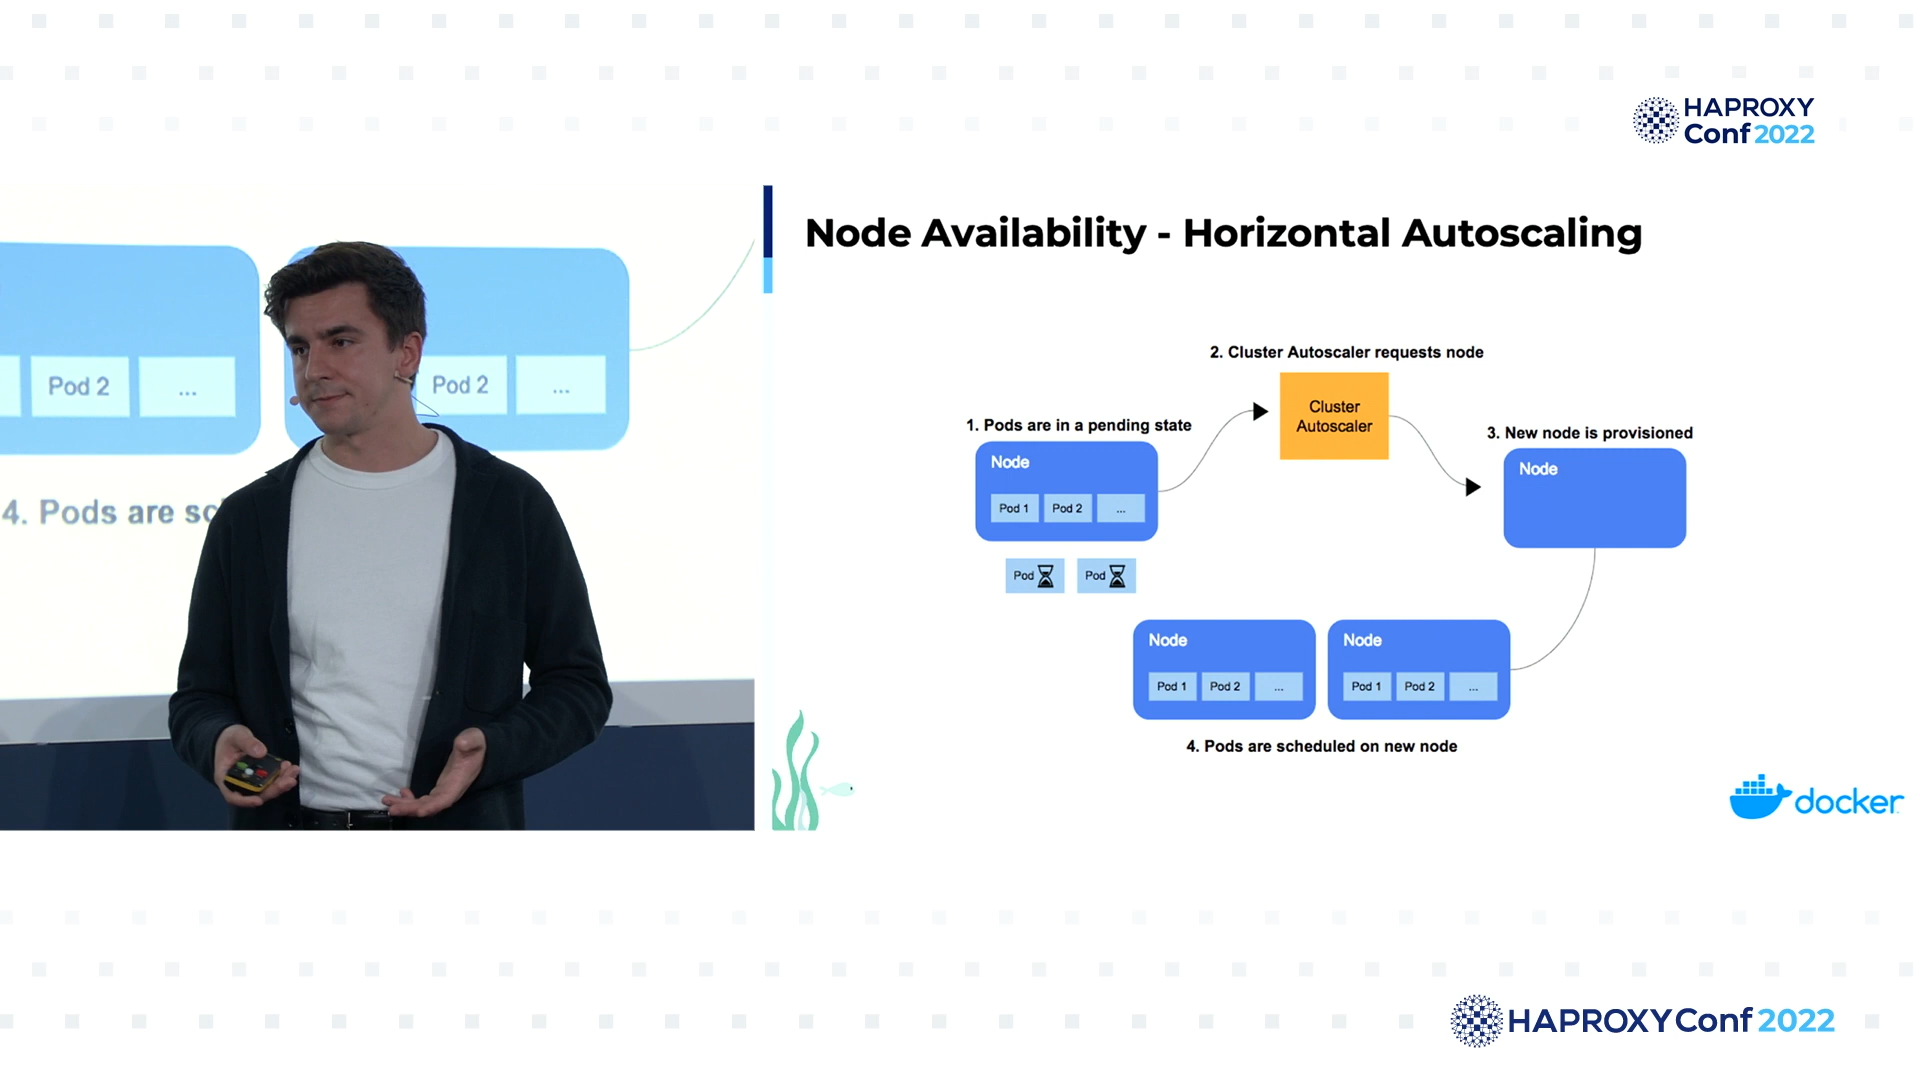 HAPROXY
Conf 2022
Pod 2
...
Pod 2
...
4. Pods are sc
Node Availability - Horizontal Autoscaling
2. Cluster Autoscaler requests node
Cluster
Autoscaler
1. Pods are in a pending state
Node
Pod 1
Pod 2
...
Pod
Pod
3. New node is provisioned
Node
Node
Pod 1
Pod 2
...
Node
Pod 1
Pod 2
...
4. Pods are scheduled on new node
docker
HAPROXY Conf 2022